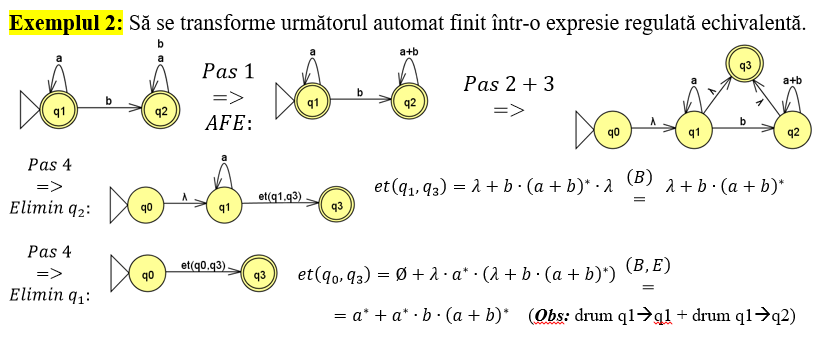 Exemplul 2: Să se transforme următorul automat finit într-o expresie regulată echivalentă.
a
b
a
q1
b
q2
Pas 1
=>
AFE:
a
a+b
q1
b
q2
Pas 2 + 3
=>
q3
a
λ
λ
a+b
q0
λ
q1
b
q2
Pas 4
=>
Elimin q₂:
a
q0
λ
q1
et(q1,q3)
q3
et(q₁, q₃) = λ + b · (a + b)* · λ (B) = λ + b · (a + b)*
Pas 4
=>
Elimin q₁:
q0
et(q0,q3)
q3
et(q₀, q₃) = Ø + λ · a* · (λ + b · (a + b)*) (B, E) =
= a* + a* · b · (a + b)* (Obs: drum q1→q1 + drum q1→q2)